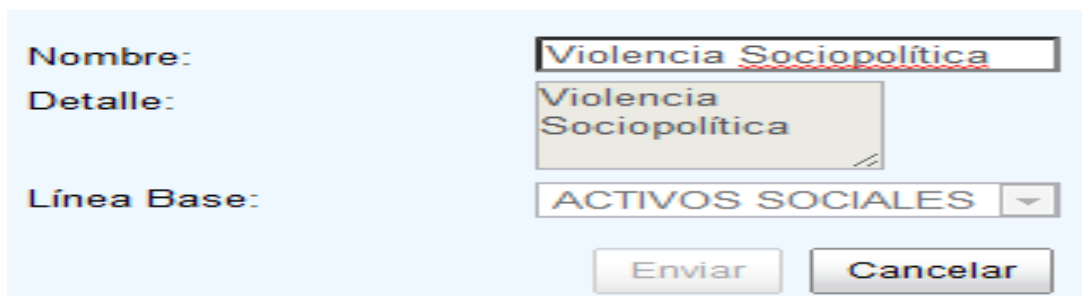 Nombre: Violencia Sociopolítica
Detalle: Violencia
Sociopolítica
Línea Base: ACTIVOS SOCIALES
Enviar Cancelar